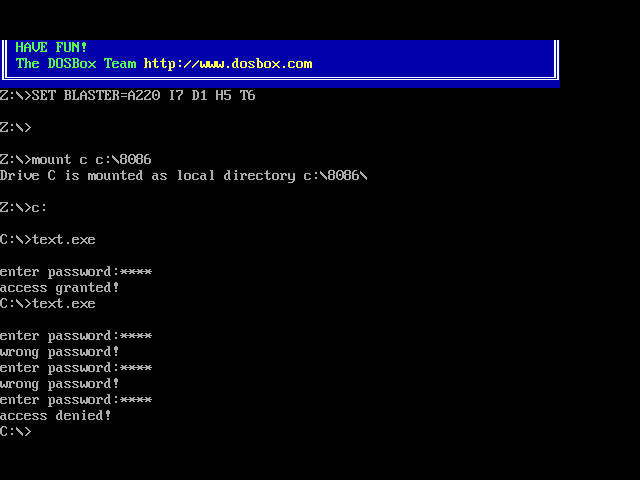 HAVE FUN!
The DOSBox Team http://www.dosbox.com
Z:\>SET BLASTER=A220 I7 D1 H5 T6
Z:\>
Z:\>mount c c:\8086
Drive C is mounted as local directory c:\8086\
Z:\>c:
C:\>text.exe
enter password:****
access granted!
C:\>text.exe
enter password:****
wrong password!
enter password:****
wrong password!
enter password:****
access denied!
C:\>